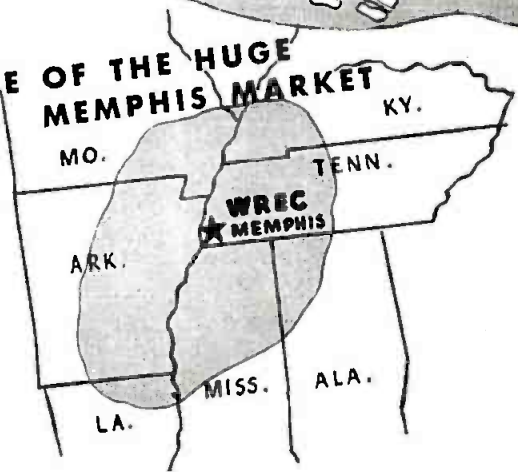 E OF THE HUGE
MEMPHIS MARKET
MO.
KY.
TENN.
WREC
MEMPHIS
ARK.
MISS.
ALA.
LA.